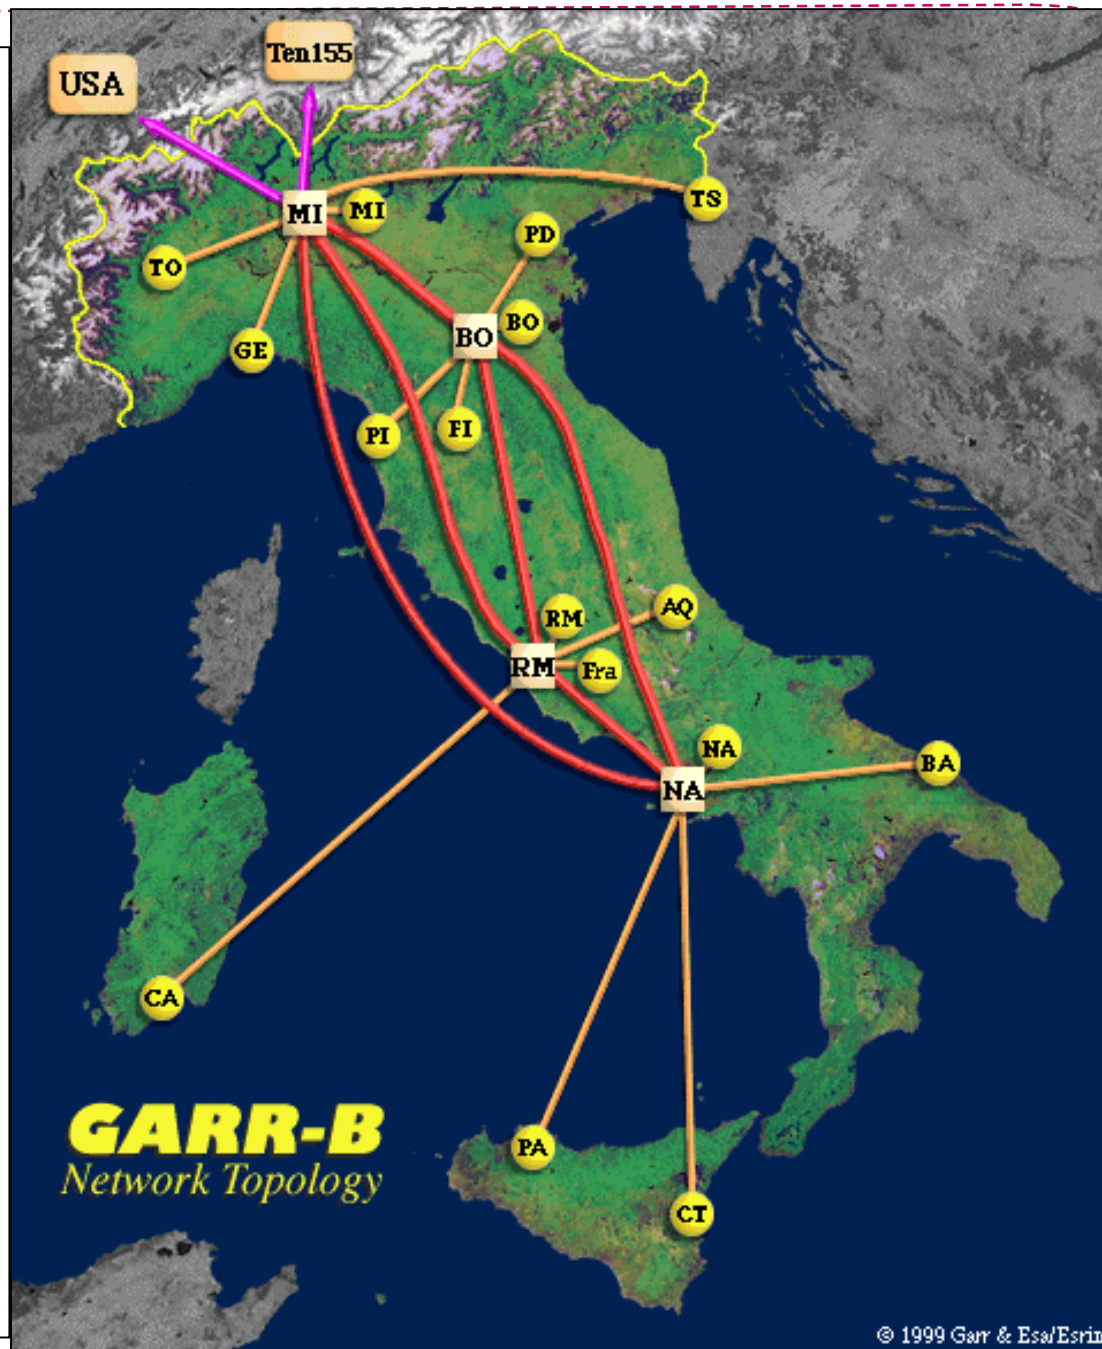 Ten155
USA
TS
MI
MI
PD
TO
BO
BO
GE
PI
FI
RM
AQ
RM
Fra
NA
BA
NA
CA
GARR-B
Network Topology
PA
CT
© 1999 Garr & Esa/Esrin